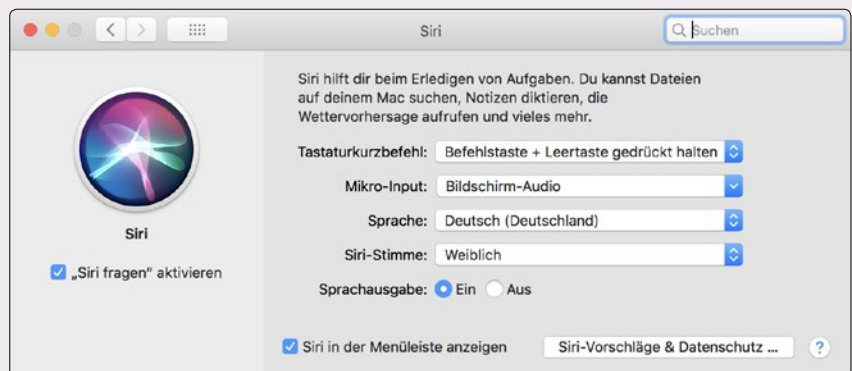 Siri
Suchen
Siri hilft dir beim Erledigen von Aufgaben. Du kannst Dateien
auf deinem Mac suchen, Notizen diktieren, die
Wettervorhersage aufrufen und vieles mehr.
Tastaturkurzbefehl: Befehlstaste + Leertaste gedrückt halten
Mikro-Input: Bildschirm-Audio
Sprache: Deutsch (Deutschland)
Siri-Stimme: Weiblich
Sprachausgabe: Ein Aus
Siri
„Siri fragen“ aktivieren
Siri in der Menüleiste anzeigen
Siri-Vorschläge & Datenschutz ...
?